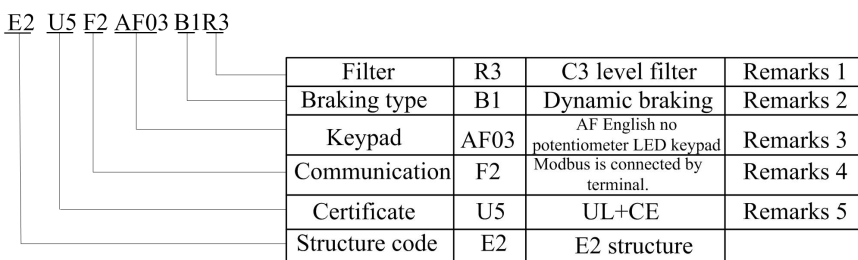 E2 U5 F2 AF03 B1R3
Filter R3 C3 level filter Remarks 1
Braking type B1 Dynamic braking Remarks 2
Keypad AF03 AF English no potentiometer LED keypad Remarks 3
Communication F2 Modbus is connected by terminal. Remarks 4
Certificate U5 UL+CE Remarks 5
Structure code E2 E2 structure